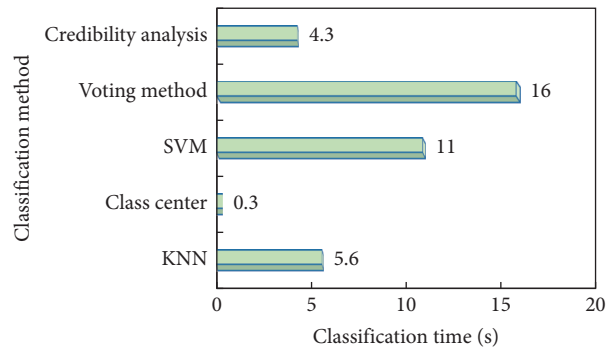 Classification method
Credibility analysis
4.3
Voting method
16
SVM
11
Class center
0.3
KNN
5.6
0
5
10
15
20
Classification time (s)